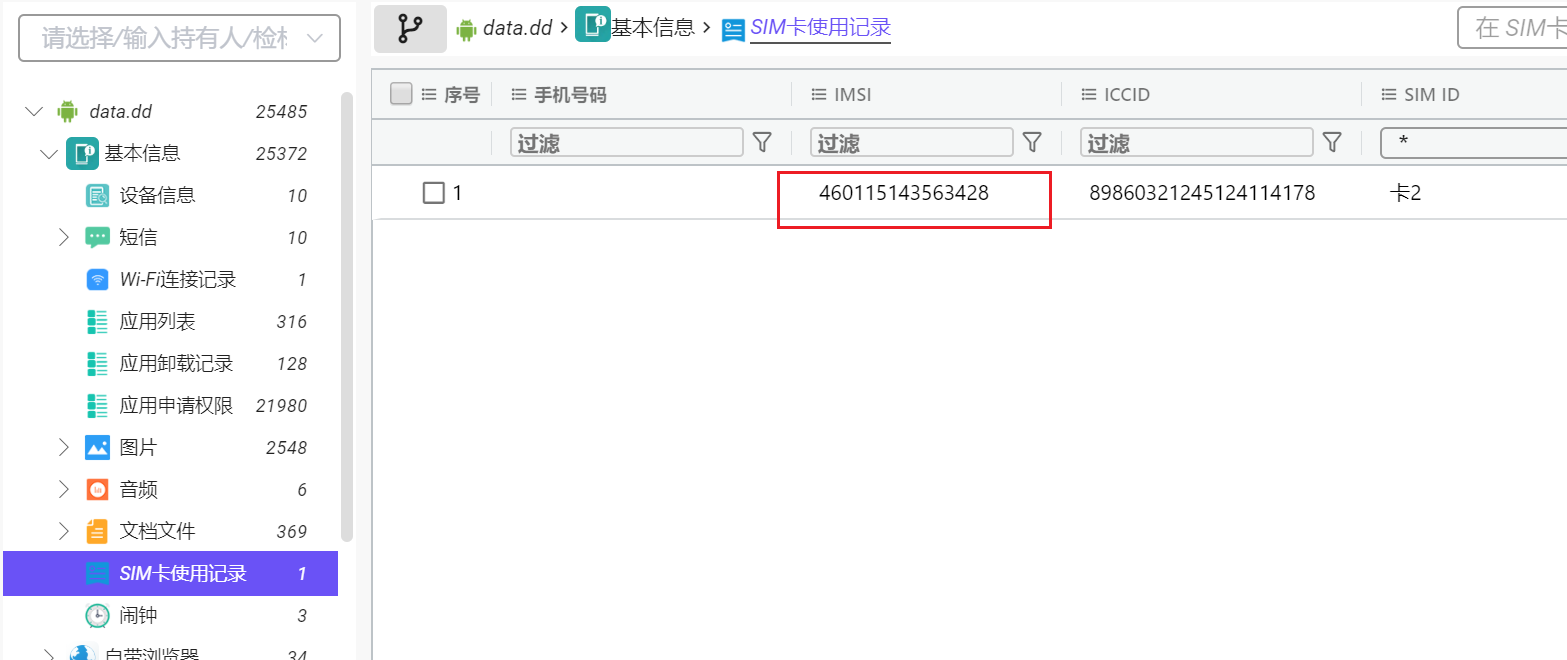 请选择/输入持有人/检
data.dd 25485
基本信息 25372
设备信息 10
短信 10
Wi-Fi连接记录 1
应用列表 316
应用卸载记录 128
应用申请权限 21980
图片 2548
音频 6
文档文件 369
SIM卡使用记录 1
闹钟 3
自带浏览器 34
data.dd > 基本信息 > SIM卡使用记录
在 SIM卡
序号 手机号码 IMSI ICCID SIM ID
过滤 过滤 过滤 *
1 460115143563428 89860321245124114178 卡2